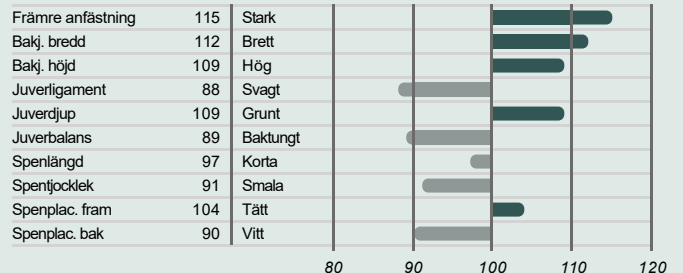 Främre anfästning 115 Stark
Bakj. bredd 112 Brett
Bakj. höjd 109 Hög
Juverligament 88 Svagt
Juverdjup 109 Grunt
Juverbalans 89 Baktungt
Spenlängd 97 Korta
Spentjocklek 91 Smala
Spenplac. fram 104 Tätt
Spenplac. bak 90 Vitt
80 90 100 110 120